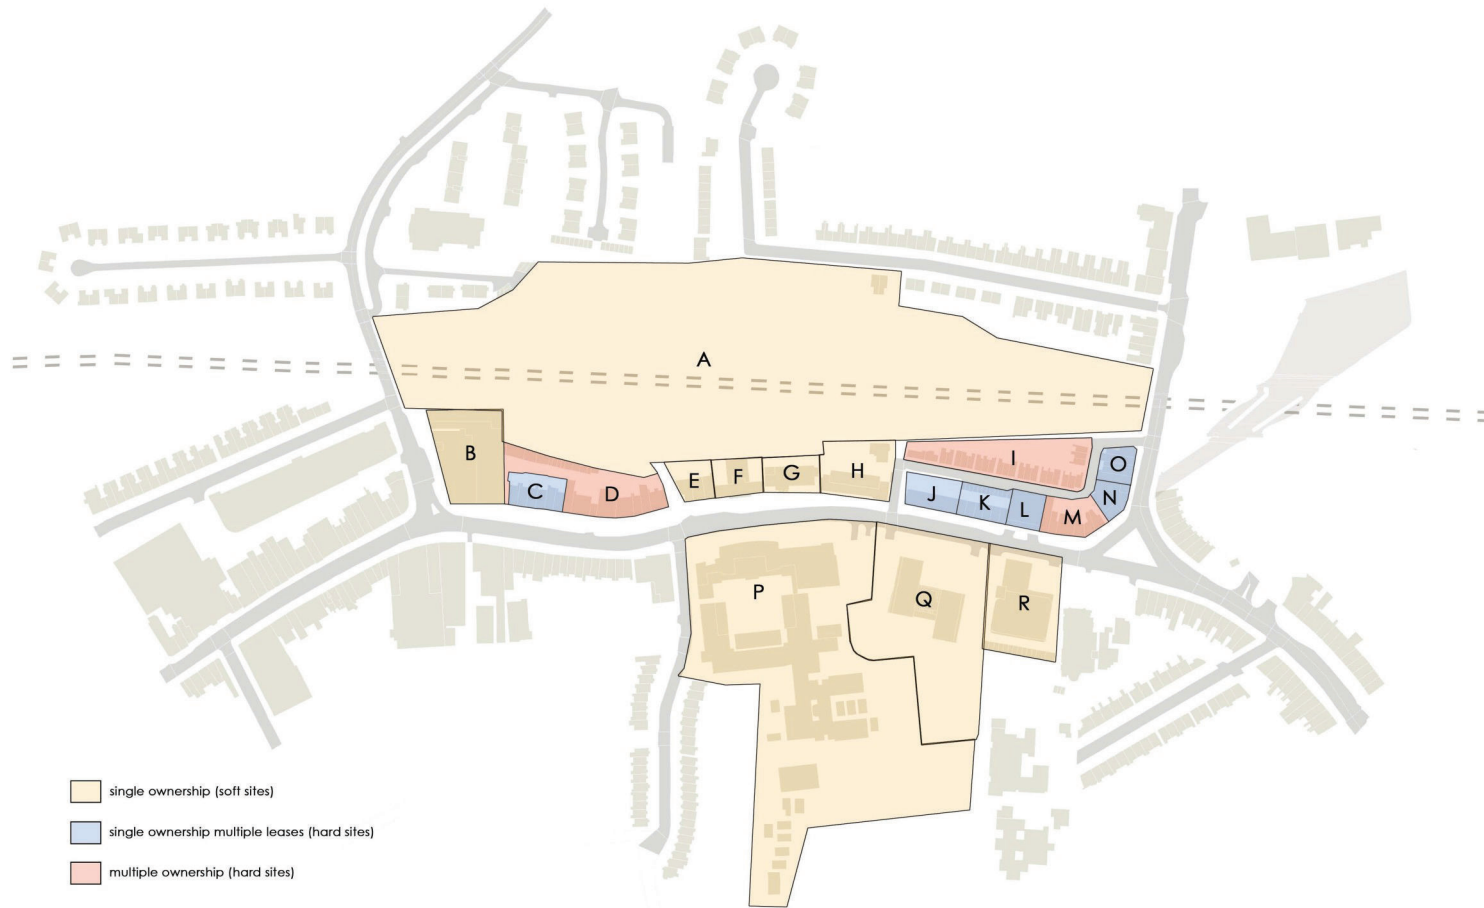 A
B
C
D
E
F
G
H
I
J
K
L
M
N
O
P
Q
R
single ownership (soft sites)
single ownership multiple leases (hard sites)
multiple ownership (hard sites)